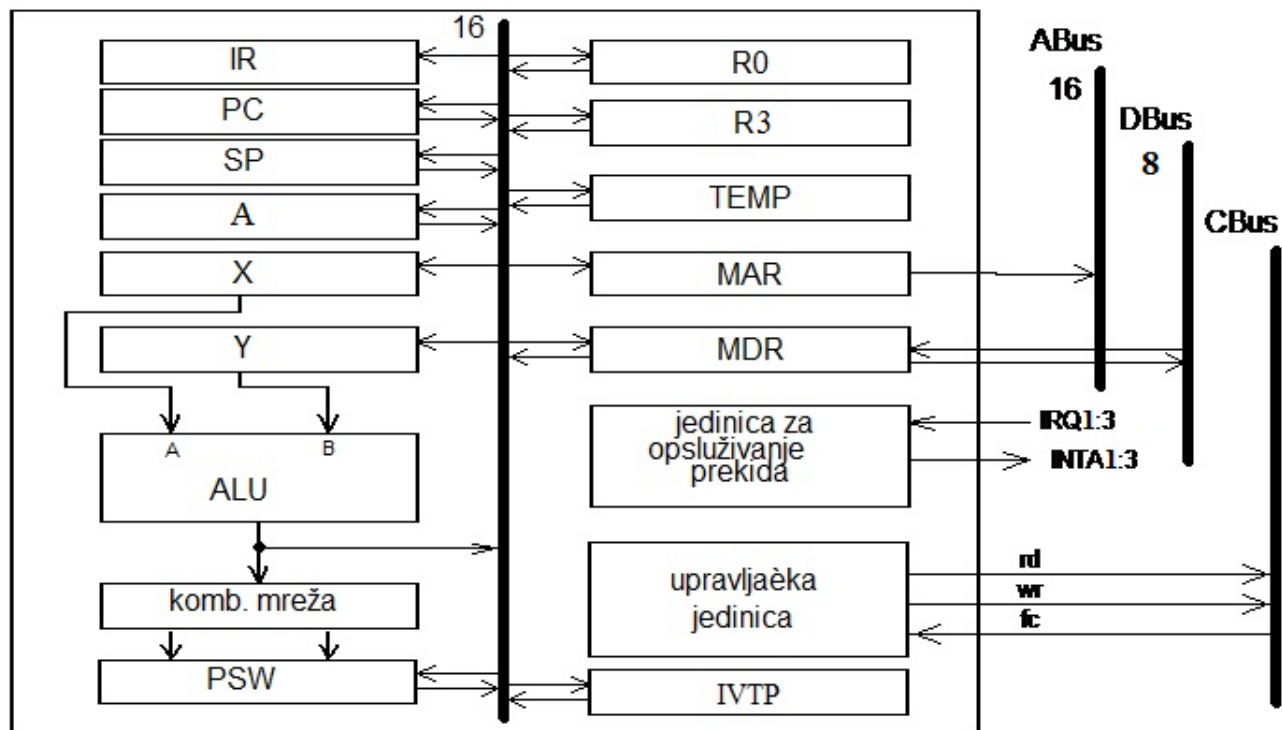 16
IR
R0
PC
R3
SP
TEMP
A
X
MAR
Y
MDR
A
B
ALU
jedinica za
opsluživanje
prekida
komb. mreža
upravljaèka
jedinica
PSW
IVTP
ABus
16
DBus
8
CBus
IRQ1:3
INTA1:3
rd
wr
fc